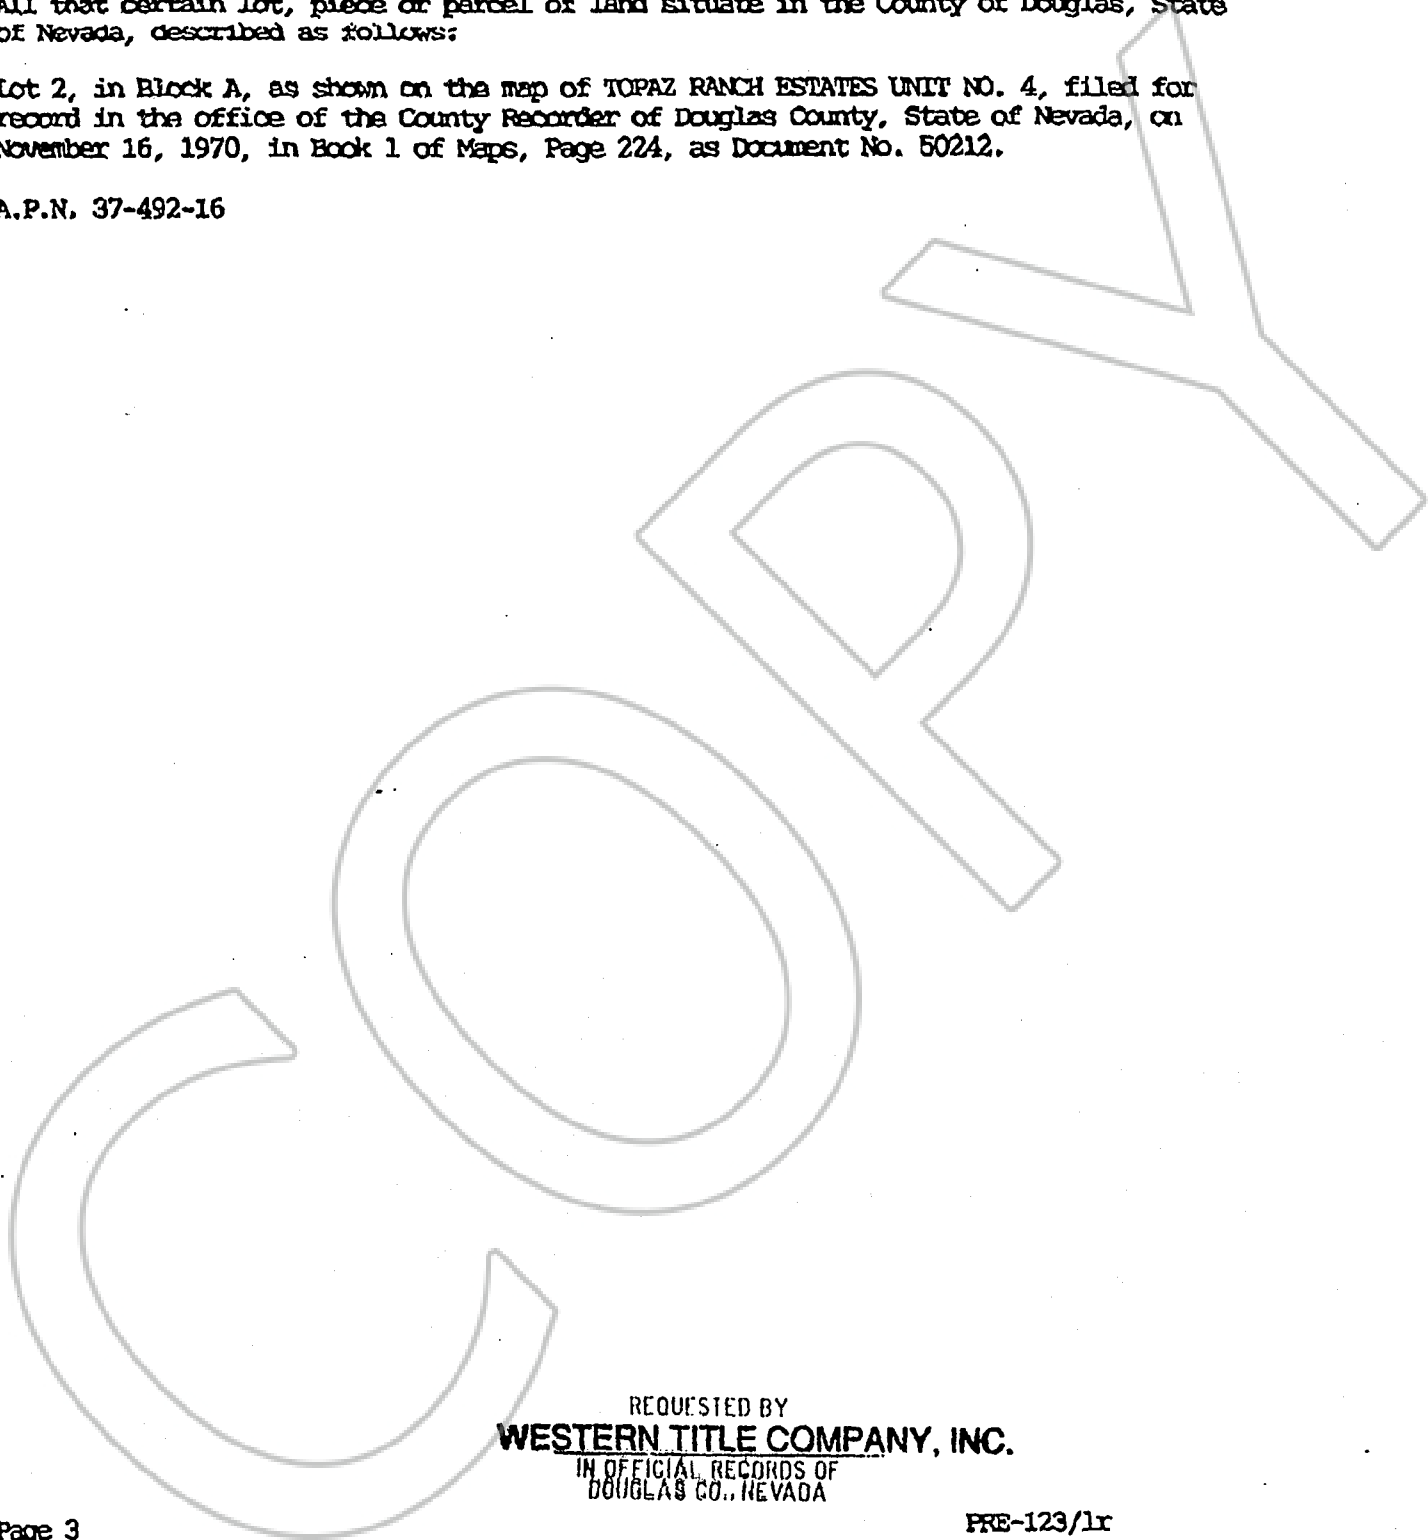 All that certain lot, piece or parcel of land situate in the County of Douglas, State
of Nevada, described as follows:
Lot 2, in Block A, as shown on the map of TOPAZ RANCH ESTATES UNIT NO. 4, filed for
record in the office of the County Recorder of Douglas County, State of Nevada, on
November 16, 1970, in Book 1 of Maps, Page 224, as Document No. 50212.
A.P.N. 37-492-16
COPY
REQUESTED BY
WESTERN TITLE COMPANY, INC.
IN OFFICIAL RECORDS OF
DOUGLAS CO., NEVADA
Page 3
PRE-123/lr